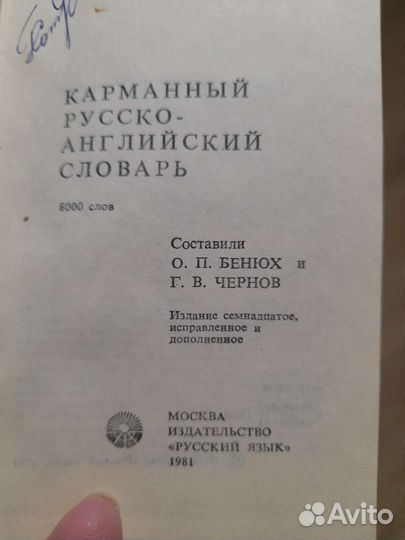 КАРМАННЫЙ
РУССКО-
АНГЛИЙСКИЙ
СЛОВАРЬ
8000 слов
Составили
О. П. БЕНЮХ и
Г. В. ЧЕРНОВ
Издание семнадцатое,
исправленное и
дополненное
МОСКВА
ИЗДАТЕЛЬСТВО
«РУССКИЙ ЯЗЫК»
1981
Avito